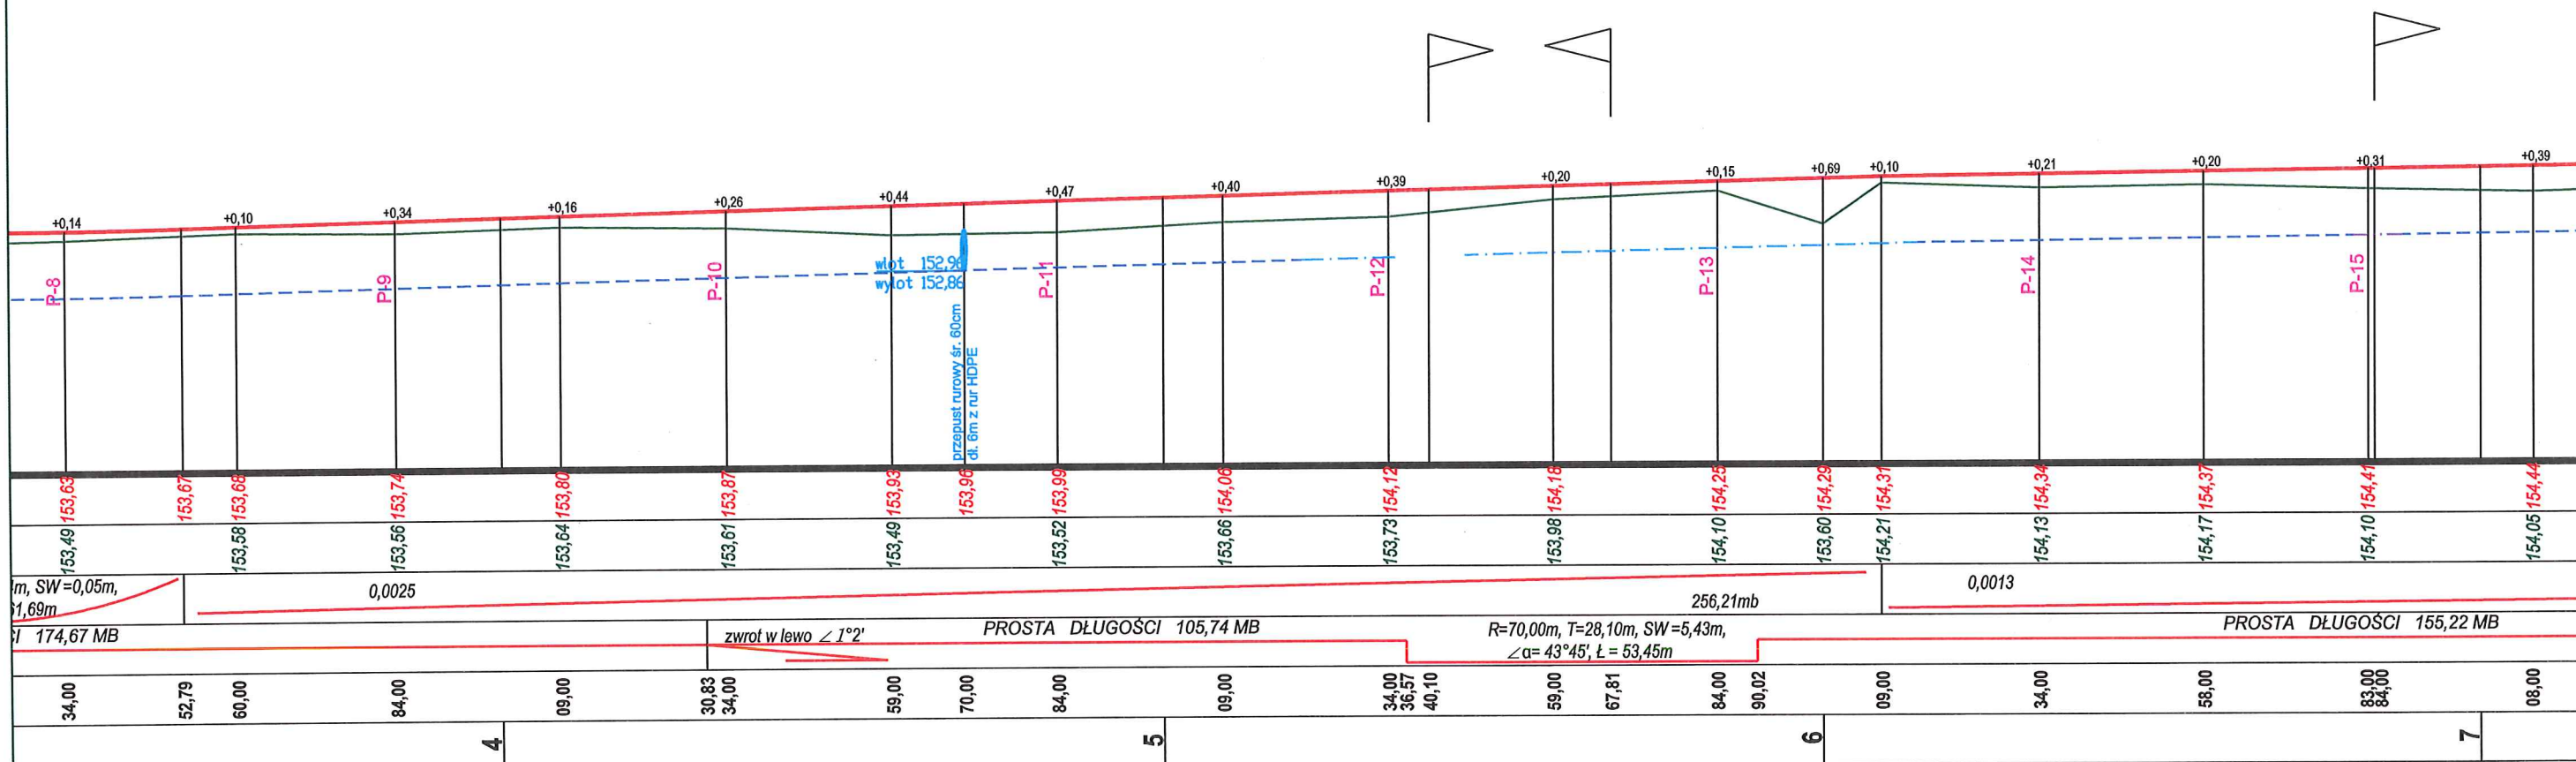 +0,14 +0,10 +0,34 +0,16 +0,26 +0,44 +0,47 +0,40 +0,39 +0,20 +0,15 +0,69 +0,10 +0,21 +0,20 +0,31 +0,39
P-8 P-9 P-10 P-11 P-12 P-13 P-14 P-15
wlot 152,96
wylot 152,86
przepust rurowy śr. 60cm
dł. 6m z rur HDPE
153,63 153,67 153,68 153,74 153,80 153,87 153,93 153,96 153,99 154,06 154,12 154,18 154,25 154,29 154,31 154,34 154,37 154,41 154,44
153,49 153,58 153,56 153,64 153,61 153,49 153,52 153,66 153,73 153,98 154,10 153,60 154,21 154,13 154,17 154,10 154,05
m, SW=0,05m,
1,69m
0,0025
256,21mb
0,0013
I 174,67 MB
zwrot w lewo ∠ 1°2'
PROSTA DŁUGOŚCI 105,74 MB
R=70,00m, T=28,10m, SW=5,43m,
∠α= 43°45', Ł = 53,45m
PROSTA DŁUGOŚCI 155,22 MB
34,00 52,79 60,00 84,00 09,00 30,83 34,00 59,00 70,00 84,00 09,00 34,00 36,57 40,10 59,00 67,81 84,00 90,02 09,00 34,00 58,00 83,00 84,00 08,00
4 5 6 7